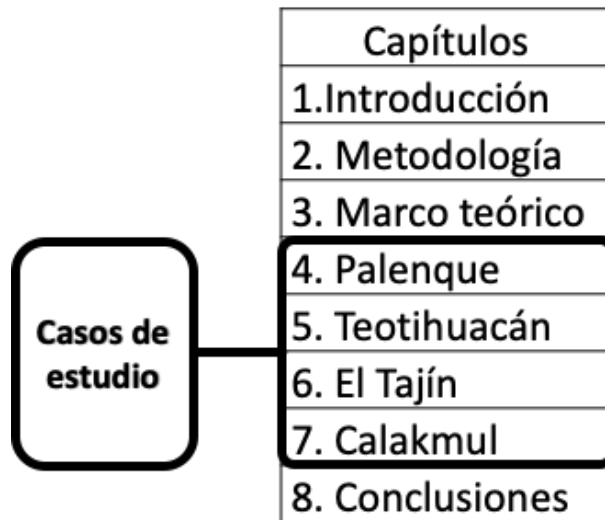 Capítulos
1.Introducción
2. Metodología
3. Marco teórico
4. Palenque
5. Teotihuacán
6. El Tajín
7. Calakmul
8. Conclusiones
Casos de
estudio